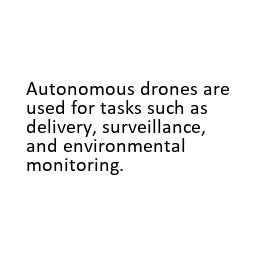 Autonomous drones are
used for tasks such as
delivery, surveillance,
and environmental
monitoring.